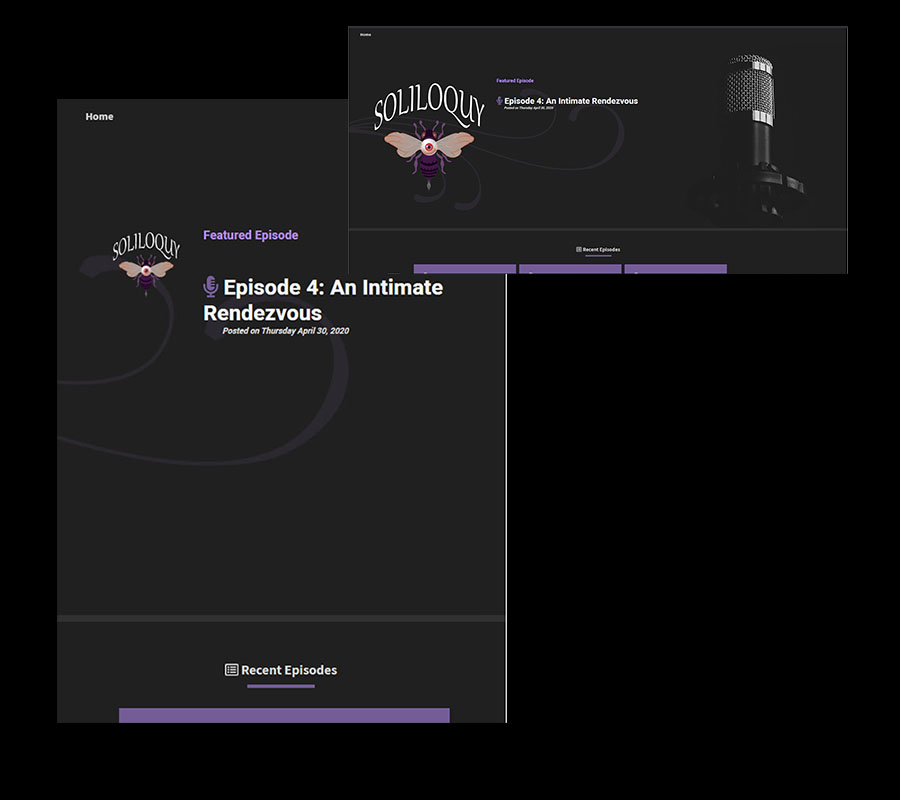 Home
SOLILOQUY
Featured Episode
Episode 4: An Intimate Rendezvous
Posted on Thursday April 30, 2020
Recent Episodes
Home
SOLILOQUY
Featured Episode
Episode 4: An Intimate
Rendezvous
Posted on Thursday April 30, 2020
Recent Episodes